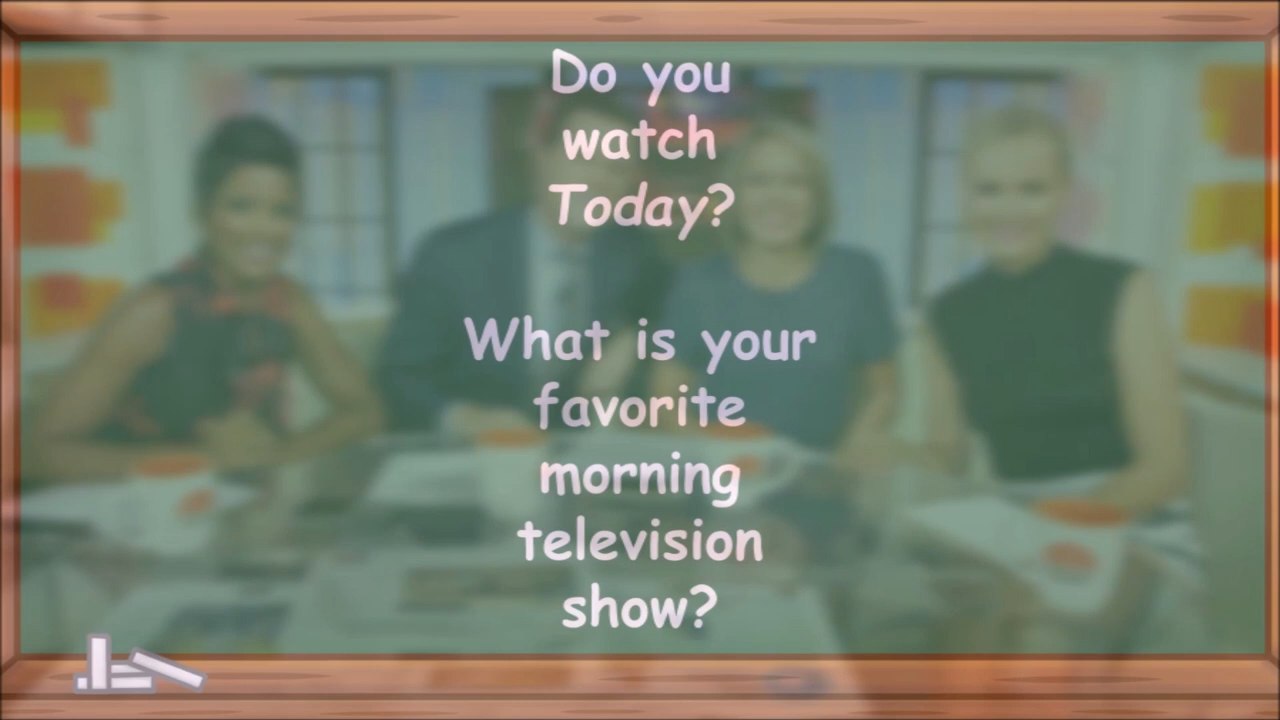 Do you
watch
Today?
What is your
favorite
morning
television
show?